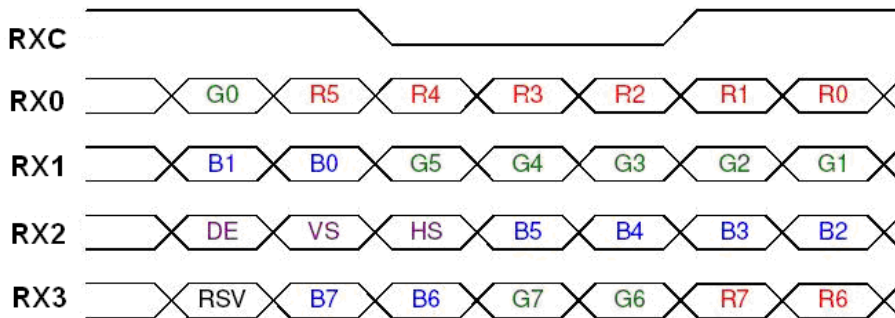 RXC
RX0 G0 R5 R4 R3 R2 R1 R0
RX1 B1 B0 G5 G4 G3 G2 G1
RX2 DE VS HS B5 B4 B3 B2
RX3 RSV B7 B6 G7 G6 R7 R6